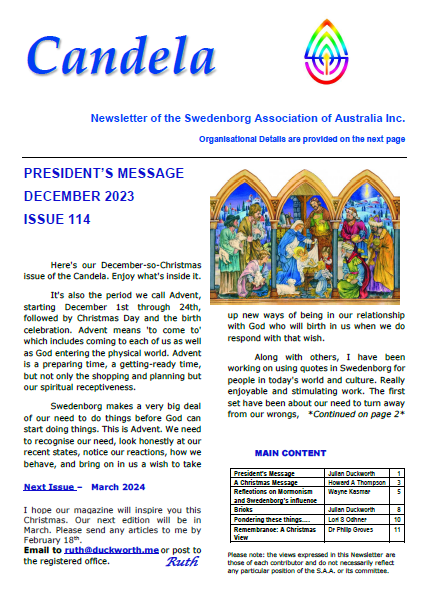 Candela
Newsletter of the Swedenborg Association of Australia Inc.
Organisational Details are provided on the next page
PRESIDENT'S MESSAGE
DECEMBER 2023
ISSUE 114
Here's our December-so-Christmas
issue of the Candela. Enjoy what's inside it.
It's also the period we call Advent,
starting December 1st through 24th,
followed by Christmas Day and the birth
celebration. Advent means 'to come to'
which includes coming to each of us as well
as God entering the physical world. Advent
is a preparing time, a getting-ready time,
but not only the shopping and planning but
our spiritual receptiveness.
Swedenborg makes a very big deal
of our need to do things before God can
start doing things. This is Advent. We need
to recognise our need, look honestly at our
recent states, notice our reactions, how we
behave, and bring on in us a wish to take
up new ways of being in our relationship
with God who will birth in us when we do
respond with that wish.
Along with others, I have been
working on using quotes in Swedenborg for
people in today's world and culture. Really
enjoyable and stimulating work. The first
set have been about our need to turn away
from our wrongs, *Continued on page 2*
Next Issue – March 2024
I hope our magazine will inspire you this
Christmas. Our next edition will be in
March. Please send any articles to me by
February 18th.
Email to ruth@duckworth.me or post to
the registered office. Ruth
MAIN CONTENT
President's Message Julian Duckworth 1
A Christmas Message Howard A Thompson 3
Reflections on Mormonism Wayne Kasmar 5
and Swedenborg's influence
Bricks Julian Duckworth 8
Pondering these things.... Lori S Odhner 10
Remembrance: A Christmas Dr Philip Groves 11
View
Please note: the views expressed in this Newsletter are
those of each contributor and do not necessarily reflect
any particular position of the S.A.A. or its committee.